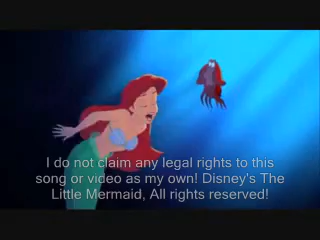 I do not claim any legal rights to this
song or video as my own! Disney's The
Little Mermaid, All rights reserved!